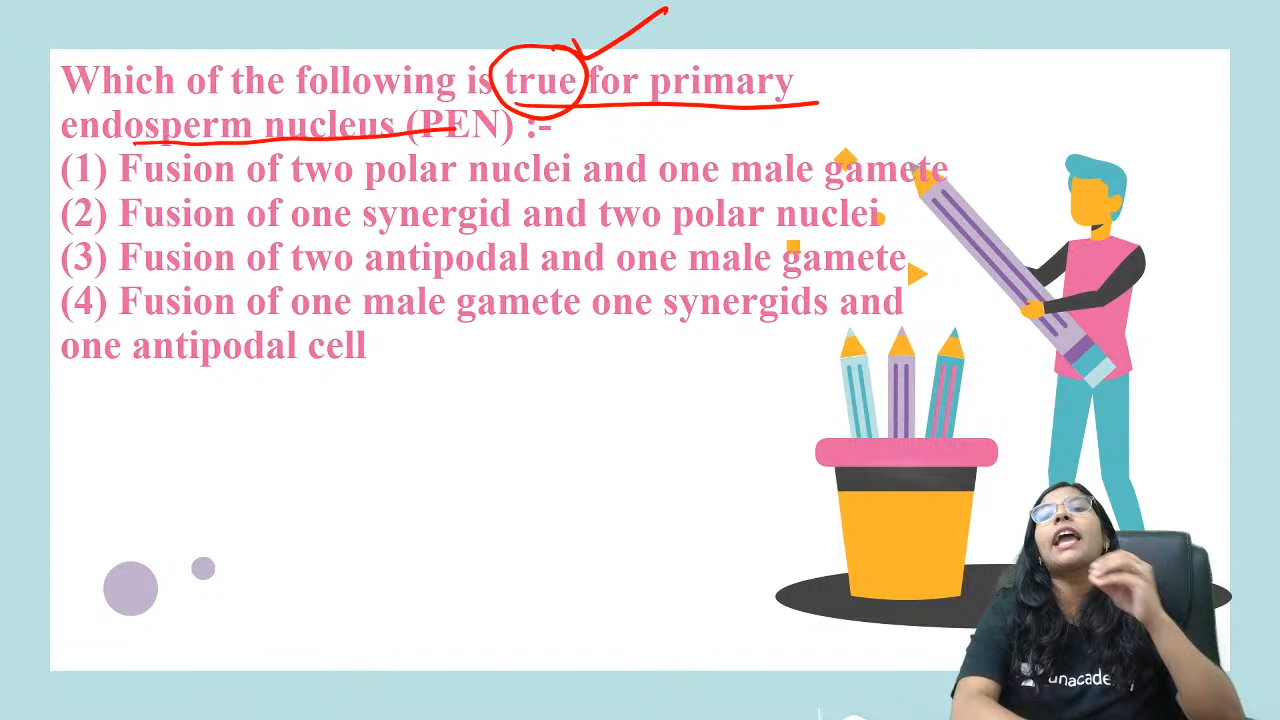 Which of the following is true for primary
endosperm nucleus (PEN) :-
(1) Fusion of two polar nuclei and one male gamete
(2) Fusion of one synergid and two polar nuclei
(3) Fusion of two antipodal and one male gamete
(4) Fusion of one male gamete one synergids and
one antipodal cell